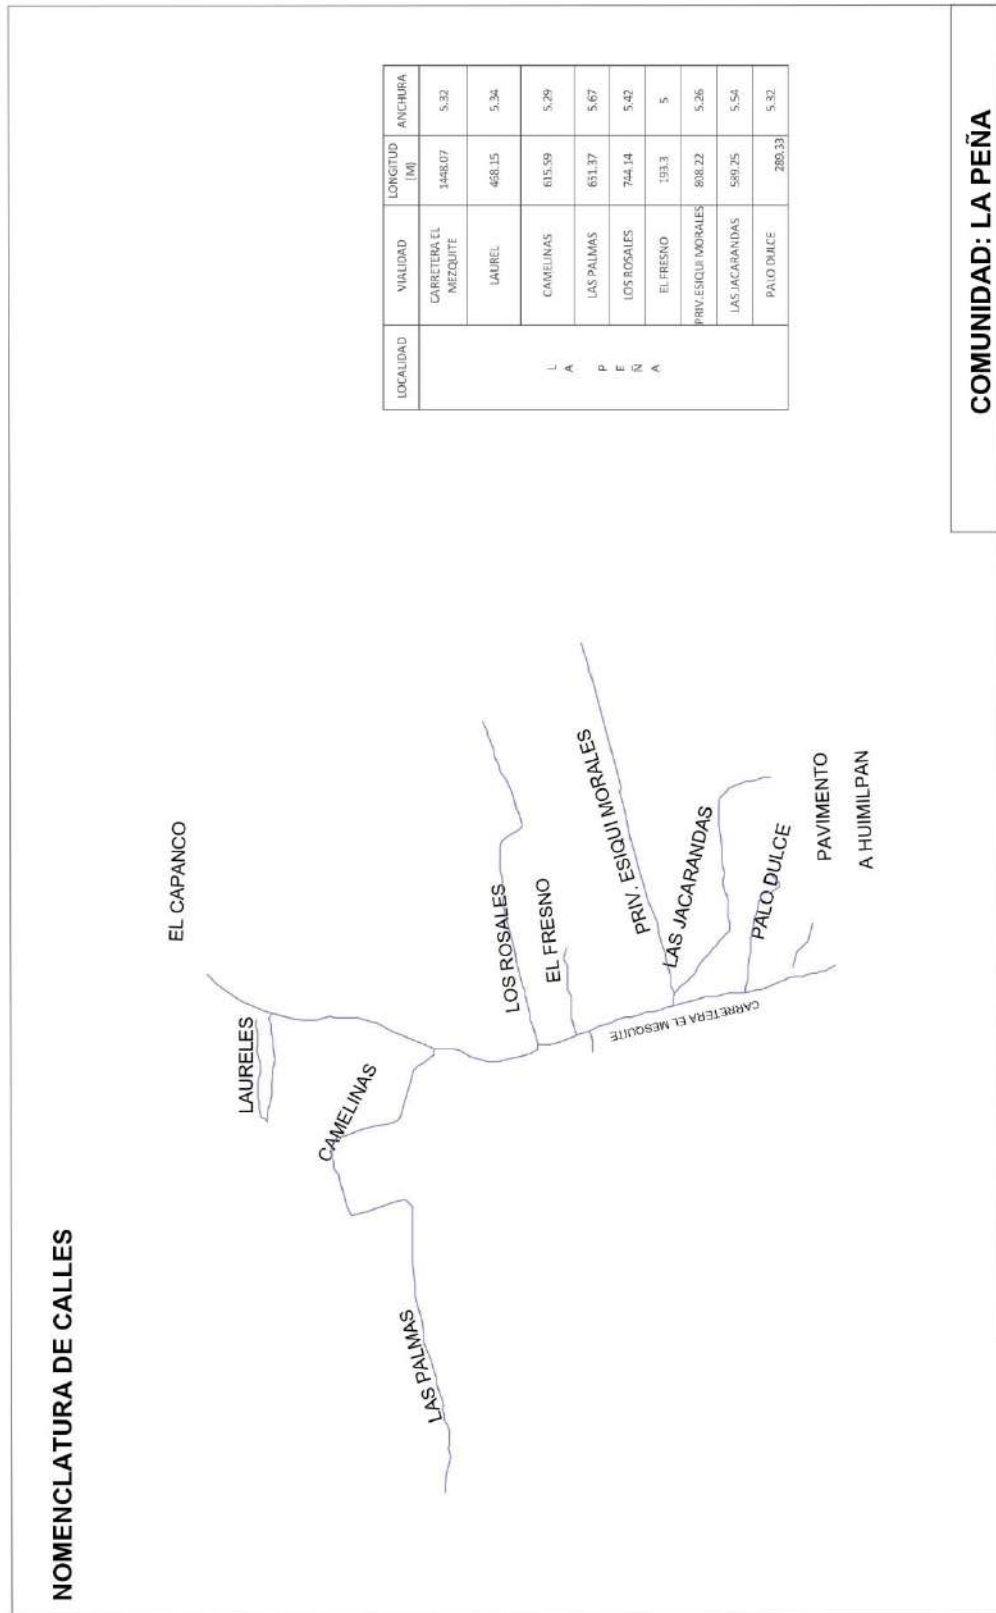 NOMENCLATURA DE CALLES
EL CAPANCO
LAURELES
CAMELINAS
LAS PALMAS
LOS ROSALES
EL FRESNO
PRIV. ESIQUI MORALES
LAS JACARANDAS
PALO DULCE
CARRETERA EL MESQUITE
PAVIMENTO
A HUIMILPAN
LOCALIDAD VIALIDAD LONGITUD (M) ANCHURA
LA PEÑA
CARRETERA EL MEZQUITE 1448.07 5.32
LAUREL 468.15 5.34
CAMELINAS 615.59 5.29
LAS PALMAS 651.37 5.67
LOS ROSALES 744.14 5.42
EL FRESNO 193.3 5
PRIV. ESIQUI MORALES 808.22 5.26
LAS JACARANDAS 589.25 5.54
PALO DULCE 289.33 5.32
COMUNIDAD: LA PEÑA